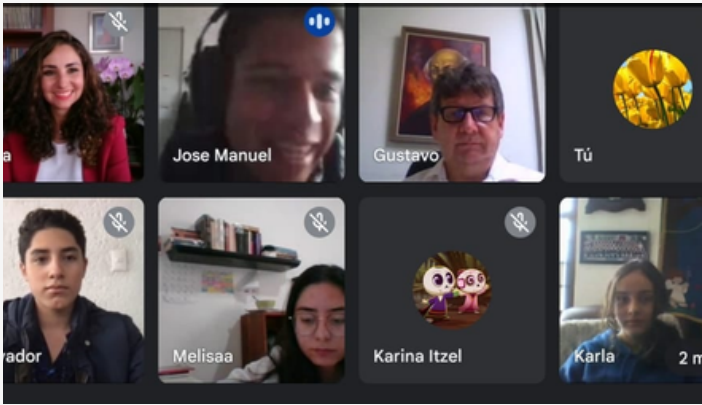 a
Jose Manuel
Gustavo
Tú
vador
Melisaa
Karina Itzel
Karla
2 m